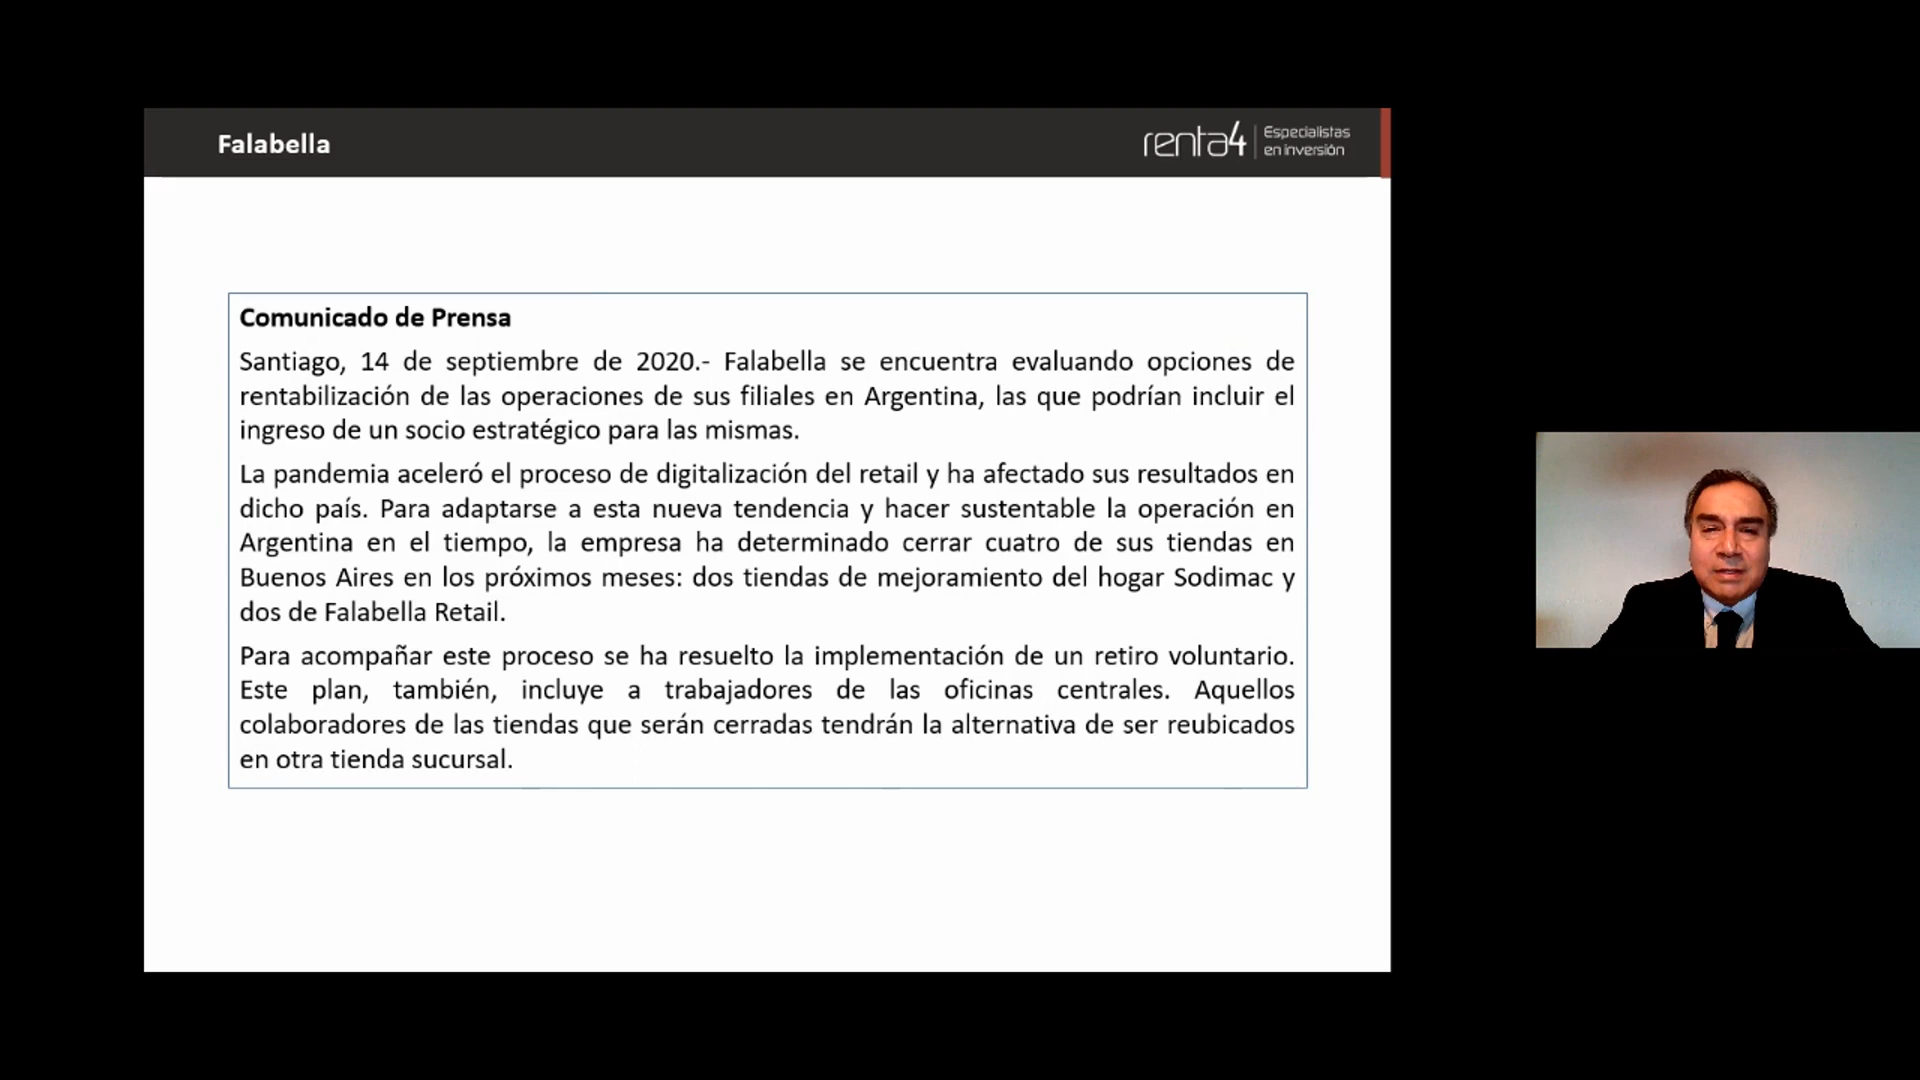 Falabella
renta4 Especialistas
en inversión
Comunicado de Prensa
Santiago, 14 de septiembre de 2020.- Falabella se encuentra evaluando opciones de
rentabilización de las operaciones de sus filiales en Argentina, las que podrían incluir el
ingreso de un socio estratégico para las mismas.
La pandemia aceleró el proceso de digitalización del retail y ha afectado sus resultados en
dicho país. Para adaptarse a esta nueva tendencia y hacer sustentable la operación en
Argentina en el tiempo, la empresa ha determinado cerrar cuatro de sus tiendas en
Buenos Aires en los próximos meses: dos tiendas de mejoramiento del hogar Sodimac y
dos de Falabella Retail.
Para acompañar este proceso se ha resuelto la implementación de un retiro voluntario.
Este plan, también, incluye a trabajadores de las oficinas centrales. Aquellos
colaboradores de las tiendas que serán cerradas tendrán la alternativa de ser reubicados
en otra tienda sucursal.